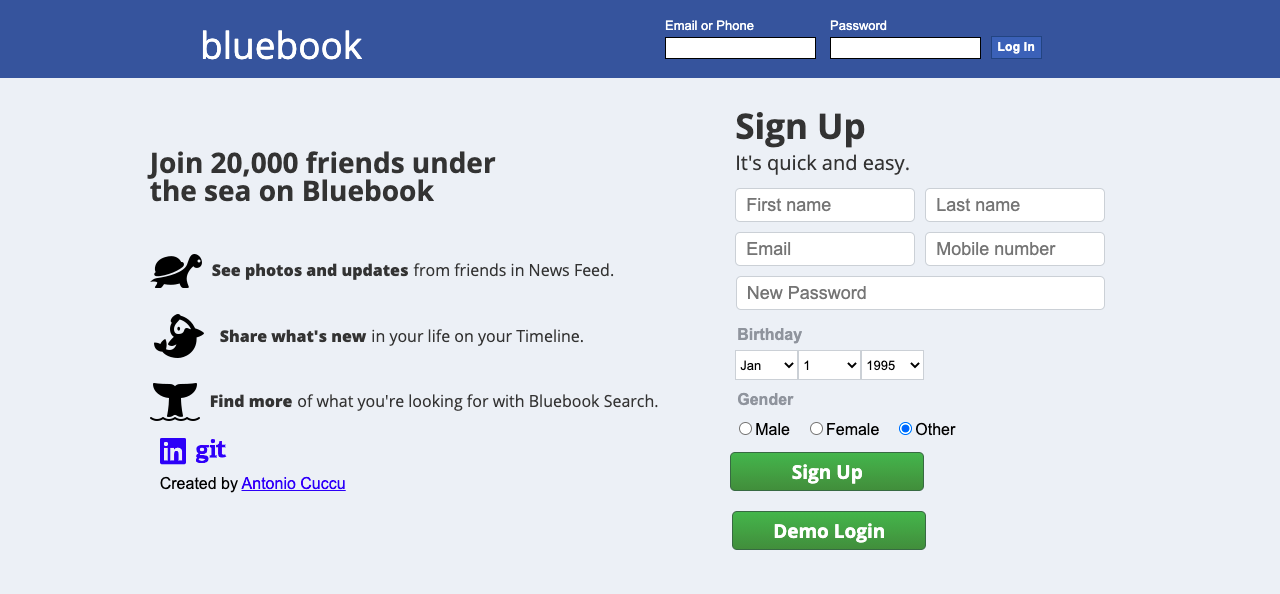 bluebook
Email or Phone
Password
Log In
Join 20,000 friends under
the sea on Bluebook
See photos and updates from friends in News Feed.
Share what's new in your life on your Timeline.
Find more of what you're looking for with Bluebook Search.
in git
Created by Antonio Cuccu
Sign Up
It's quick and easy.
First name
Last name
Email
Mobile number
New Password
Birthday
Jan 1 1995
Gender
Male Female Other
Sign Up
Demo Login